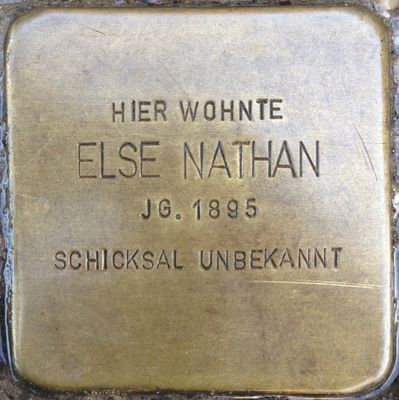 HIER WOHNTE
ELSE NATHAN
JG. 1895
SCHICKSAL UNBEKANNT